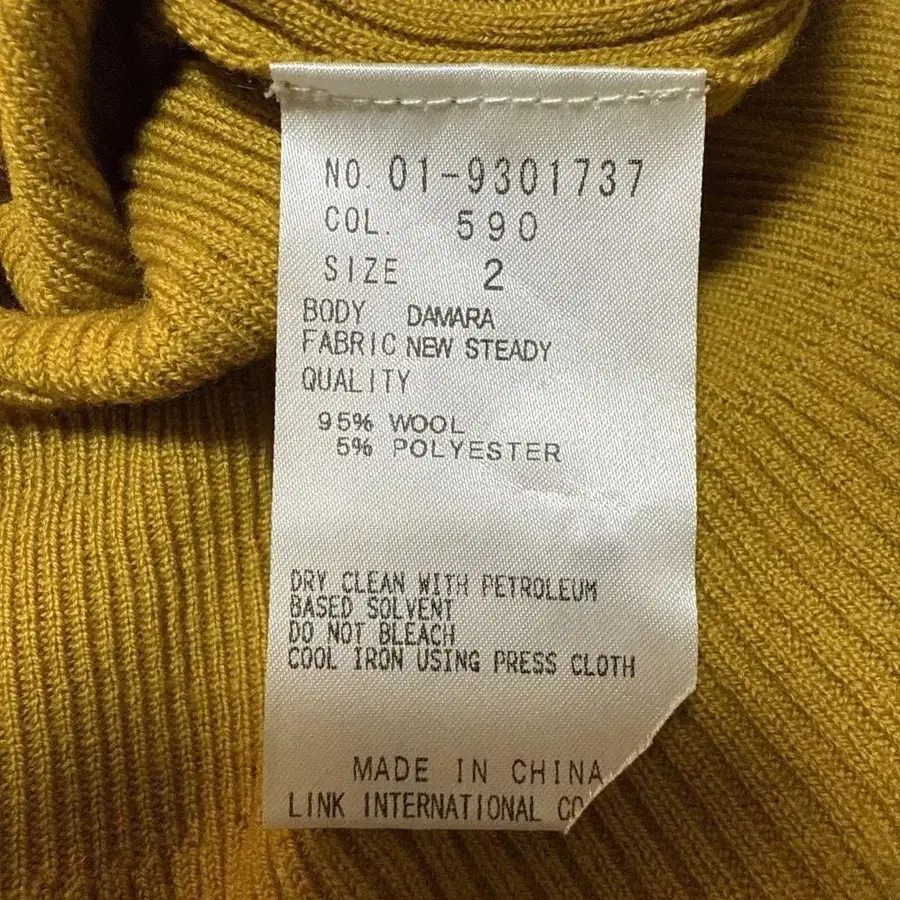 NO. 01-9301737
COL. 590
SIZE 2
BODY DAMARA
FABRIC NEW STEADY
QUALITY
95% WOOL
5% POLYESTER
DRY CLEAN WITH PETROLEUM
BASED SOLVENT
DO NOT BLEACH
COOL IRON USING PRESS CLOTH
MADE IN CHINA
LINK INTERNATIONAL CO